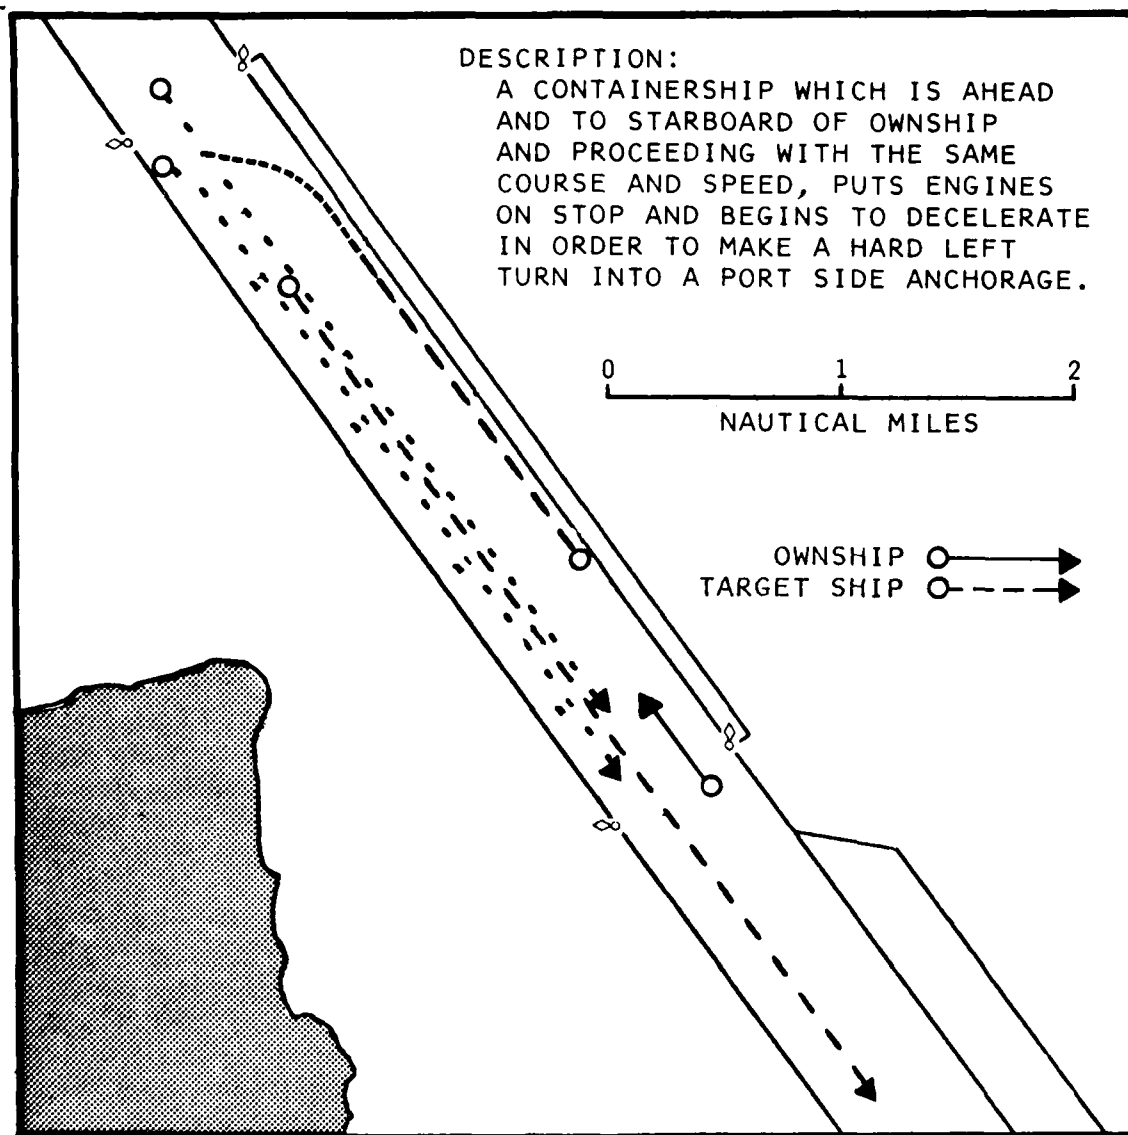 DESCRIPTION:
A CONTAINERSHIP WHICH IS AHEAD
AND TO STARBOARD OF OWNSHIP
AND PROCEEDING WITH THE SAME
COURSE AND SPEED, PUTS ENGINES
ON STOP AND BEGINS TO DECELERATE
IN ORDER TO MAKE A HARD LEFT
TURN INTO A PORT SIDE ANCHORAGE.
0 1 2
NAUTICAL MILES
OWNSHIP
TARGET SHIP